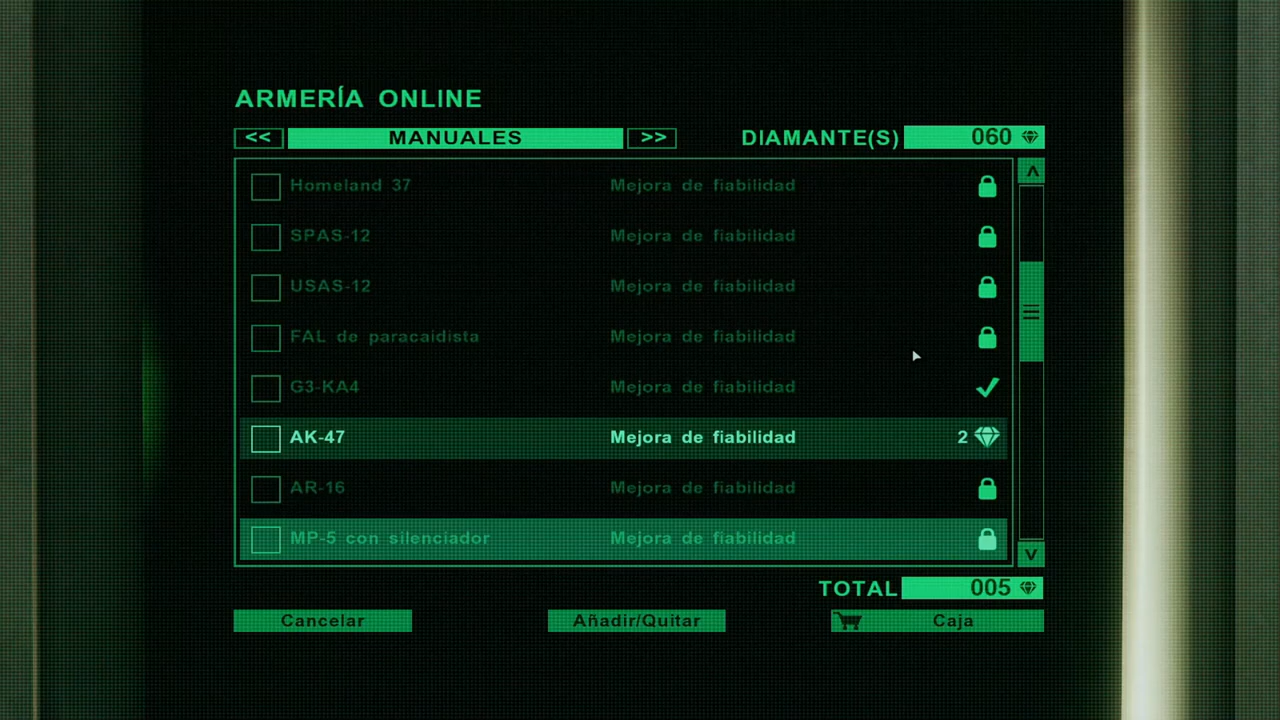 ARMERÍA ONLINE
<< MANUALES >> DIAMANTE(S) 060
Homeland 37 Mejora de fiabilidad
SPAS-12 Mejora de fiabilidad
USAS-12 Mejora de fiabilidad
FAL de paracaidista Mejora de fiabilidad
G3-KA4 Mejora de fiabilidad
AK-47 Mejora de fiabilidad 2
AR-16 Mejora de fiabilidad
MP-5 con silenciador Mejora de fiabilidad
TOTAL 005
Cancelar Añadir/Quitar Caja